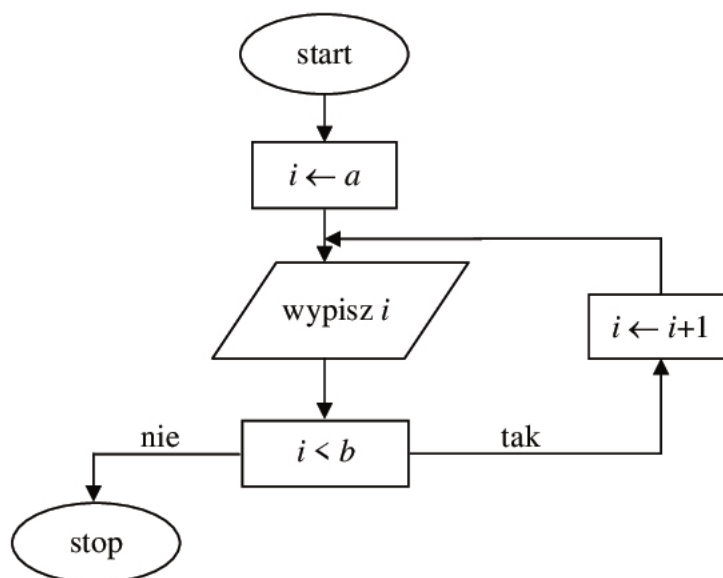 start
i ← a
wypisz i
i ← i+1
nie
i < b
tak
stop